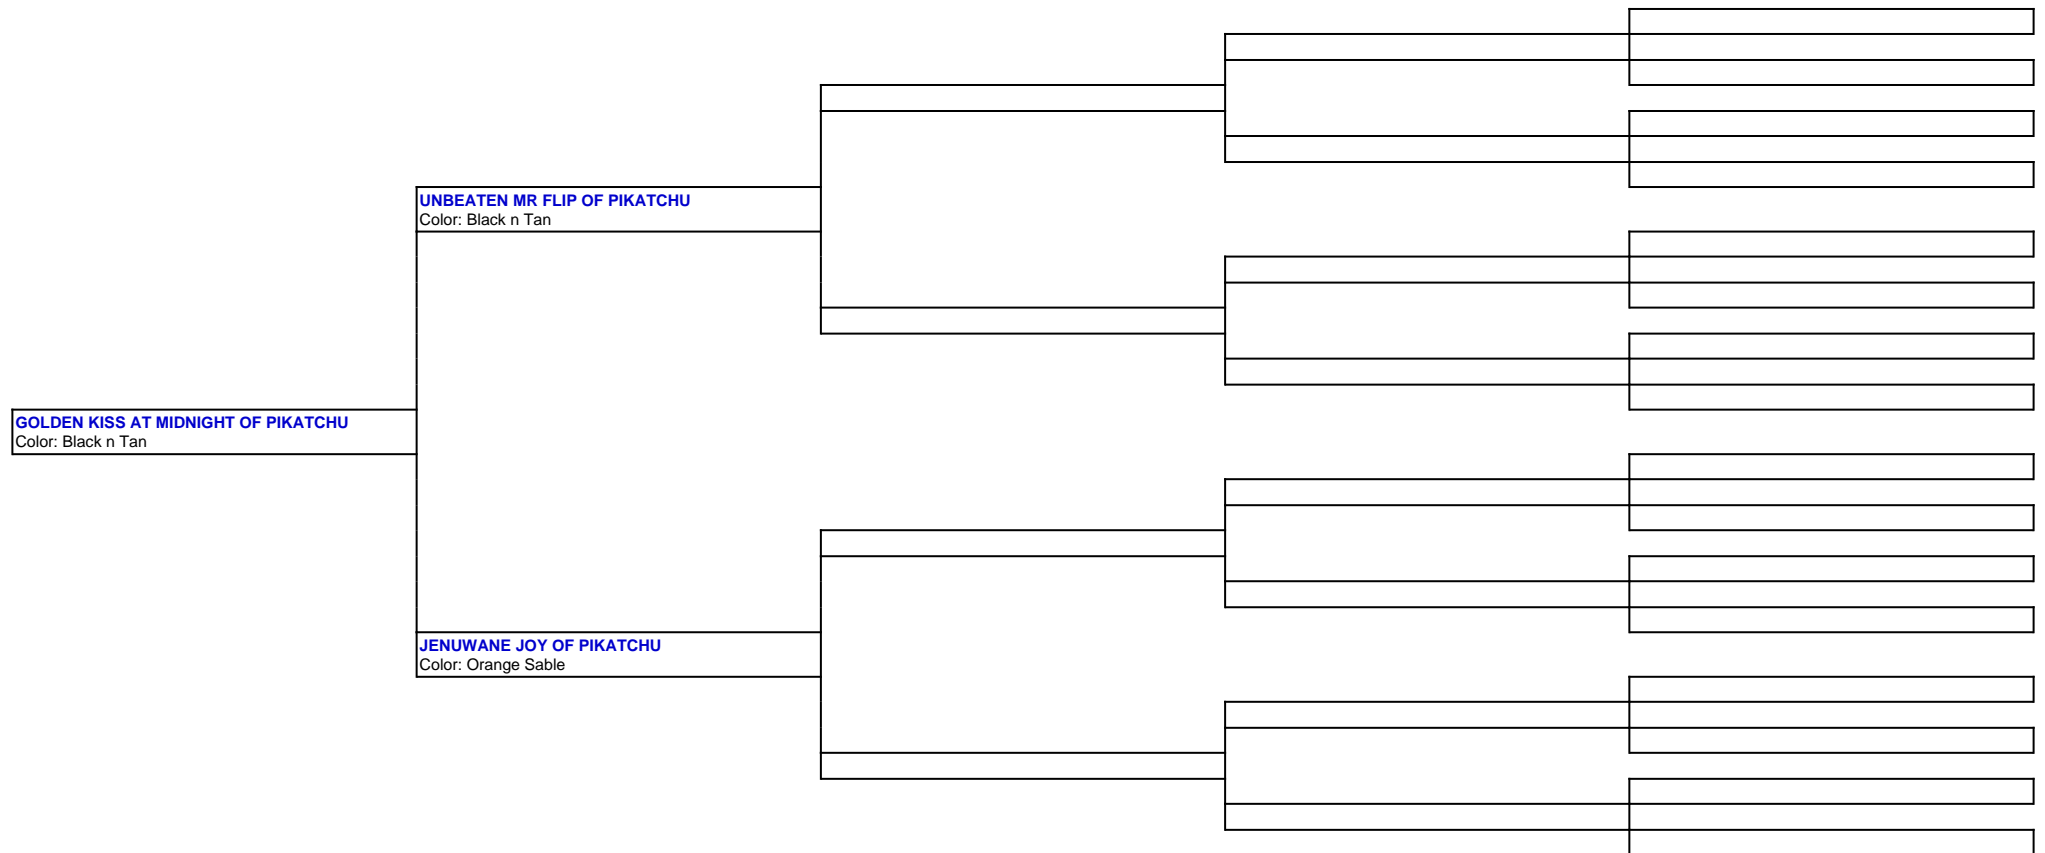 UNBEATEN MR FLIP OF PIKATCHU
Color: Black n Tan
GOLDEN KISS AT MIDNIGHT OF PIKATCHU
Color: Black n Tan
JENUWANE JOY OF PIKATCHU
Color: Orange Sable